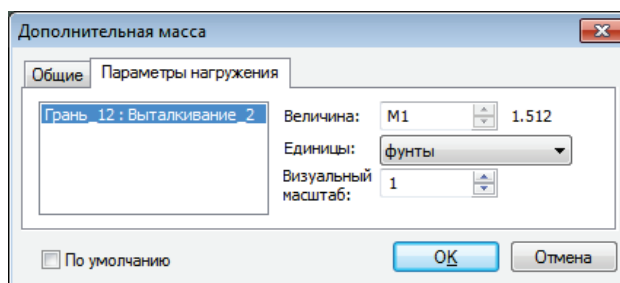 Дополнительная масса
Общие Параметры нагружения
Грань_12 : Выталкивание_2 Величина: M1 1.512
Единицы: фунты
Визуальный масштаб: 1
По умолчанию OK Отмена